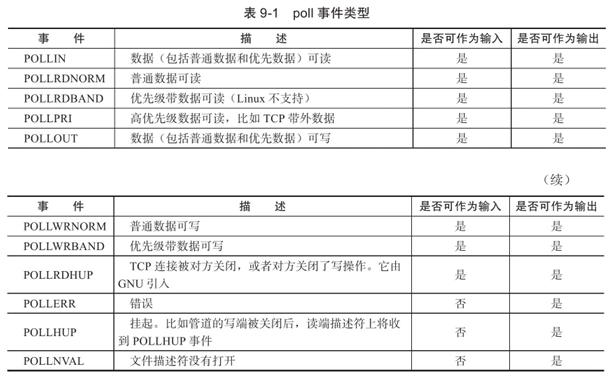 表 9-1 poll 事件类型
事 件 描 述 是否可作为输入 是否可作为输出
POLLIN 数据（包括普通数据和优先数据）可读 是 是
POLLRDNORM 普通数据可读 是 是
POLLRDBAND 优先级带数据可读（Linux 不支持） 是 是
POLLPRI 高优先级数据可读，比如 TCP 带外数据 是 是
POLLOUT 数据（包括普通数据和优先数据）可写 是 是
（续）
事 件 描 述 是否可作为输入 是否可作为输出
POLLWRNORM 普通数据可写 是 是
POLLWRBAND 优先级带数据可写 是 是
POLLRDHUP TCP 连接被对方关闭，或者对方关闭了写操作。它由
GNU 引入 是 是
POLLERR 错误 否 是
POLLHUP 挂起。比如管道的写端被关闭后，读端描述符上将收
到 POLLHUP 事件 否 是
POLLNVAL 文件描述符没有打开 否 是